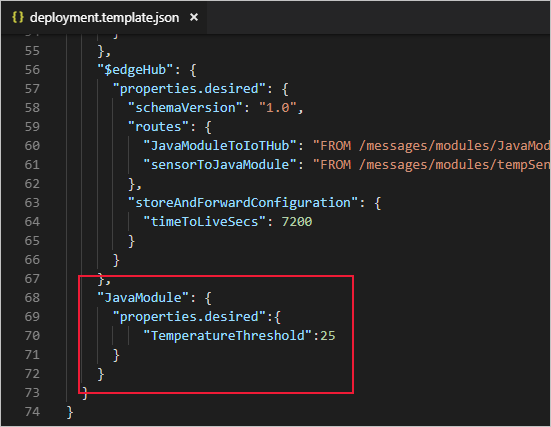 { } deployment.template.json ×
54 }
55 },
56 "$edgeHub": {
57 "properties.desired": {
58 "schemaVersion": "1.0",
59 "routes": {
60 "JavaModuleToIoTHub": "FROM /messages/modules/JavaMod
61 "sensorToJavaModule": "FROM /messages/modules/tempSen
62 },
63 "storeAndForwardConfiguration": {
64 "timeToLiveSecs": 7200
65 }
66 }
67 },
68 "JavaModule": {
69 "properties.desired":{
70 "TemperatureThreshold":25
71 }
72 }
73 }
74 }